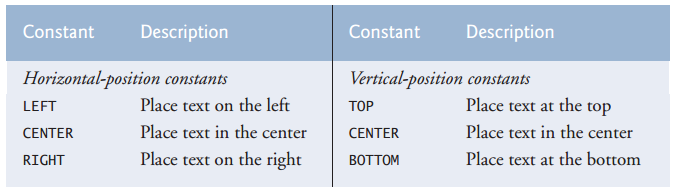 Constant Description Constant Description
Horizontal-position constants Vertical-position constants
LEFT Place text on the left TOP Place text at the top
CENTER Place text in the center CENTER Place text in the center
RIGHT Place text on the right BOTTOM Place text at the bottom